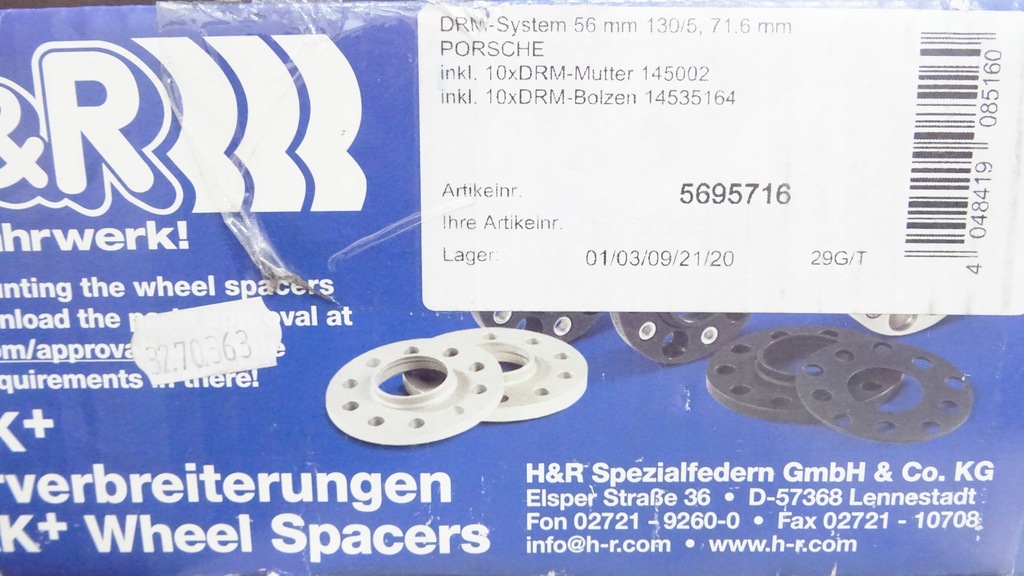 &R
DRM-System 56 mm 130/5, 71.6 mm
PORSCHE
inkl. 10xDRM-Mutter 145002
inkl. 10xDRM-Bolzen 14535164
Artikelnr. 5695716
Ihre Artikelnr.
Lager: 01/03/09/21/20 29G/T
4 048419 085160
ahrwerk!
unting the wheel spacers
nload the oval at
om/approva
32.70.363
quirements there!
K+
rverbreiterungen
K+ Wheel Spacers
H&R Spezialfedern GmbH & Co. KG
Elsper Straße 36 • D-57368 Lennestadt
Fon 02721 - 9260-0 • Fax 02721 - 10708
info@h-r.com • www.h-r.com